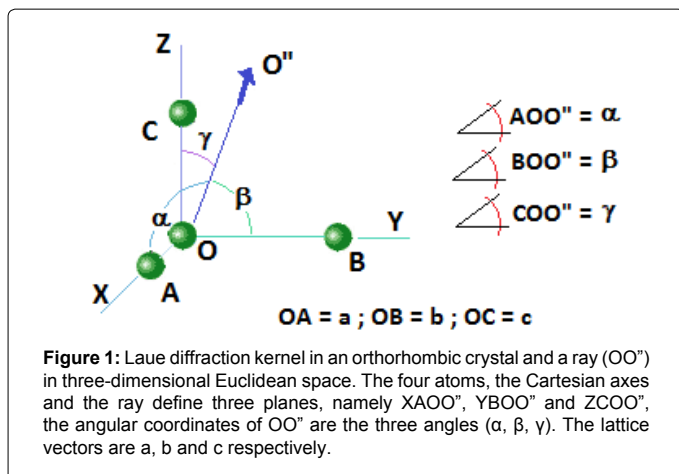 Z
O"
C
γ
AOO" = α
BOO" = β
α
β
COO" = γ
Y
O
B
X
A
OA = a ; OB = b ; OC = c
Figure 1: Laue diffraction kernel in an orthorhombic crystal and a ray (OO”)
in three-dimensional Euclidean space. The four atoms, the Cartesian axes
and the ray define three planes, namely XAOO”, YBOO” and ZCOO”,
the angular coordinates of OO” are the three angles (α, β, γ). The lattice
vectors are a, b and c respectively.